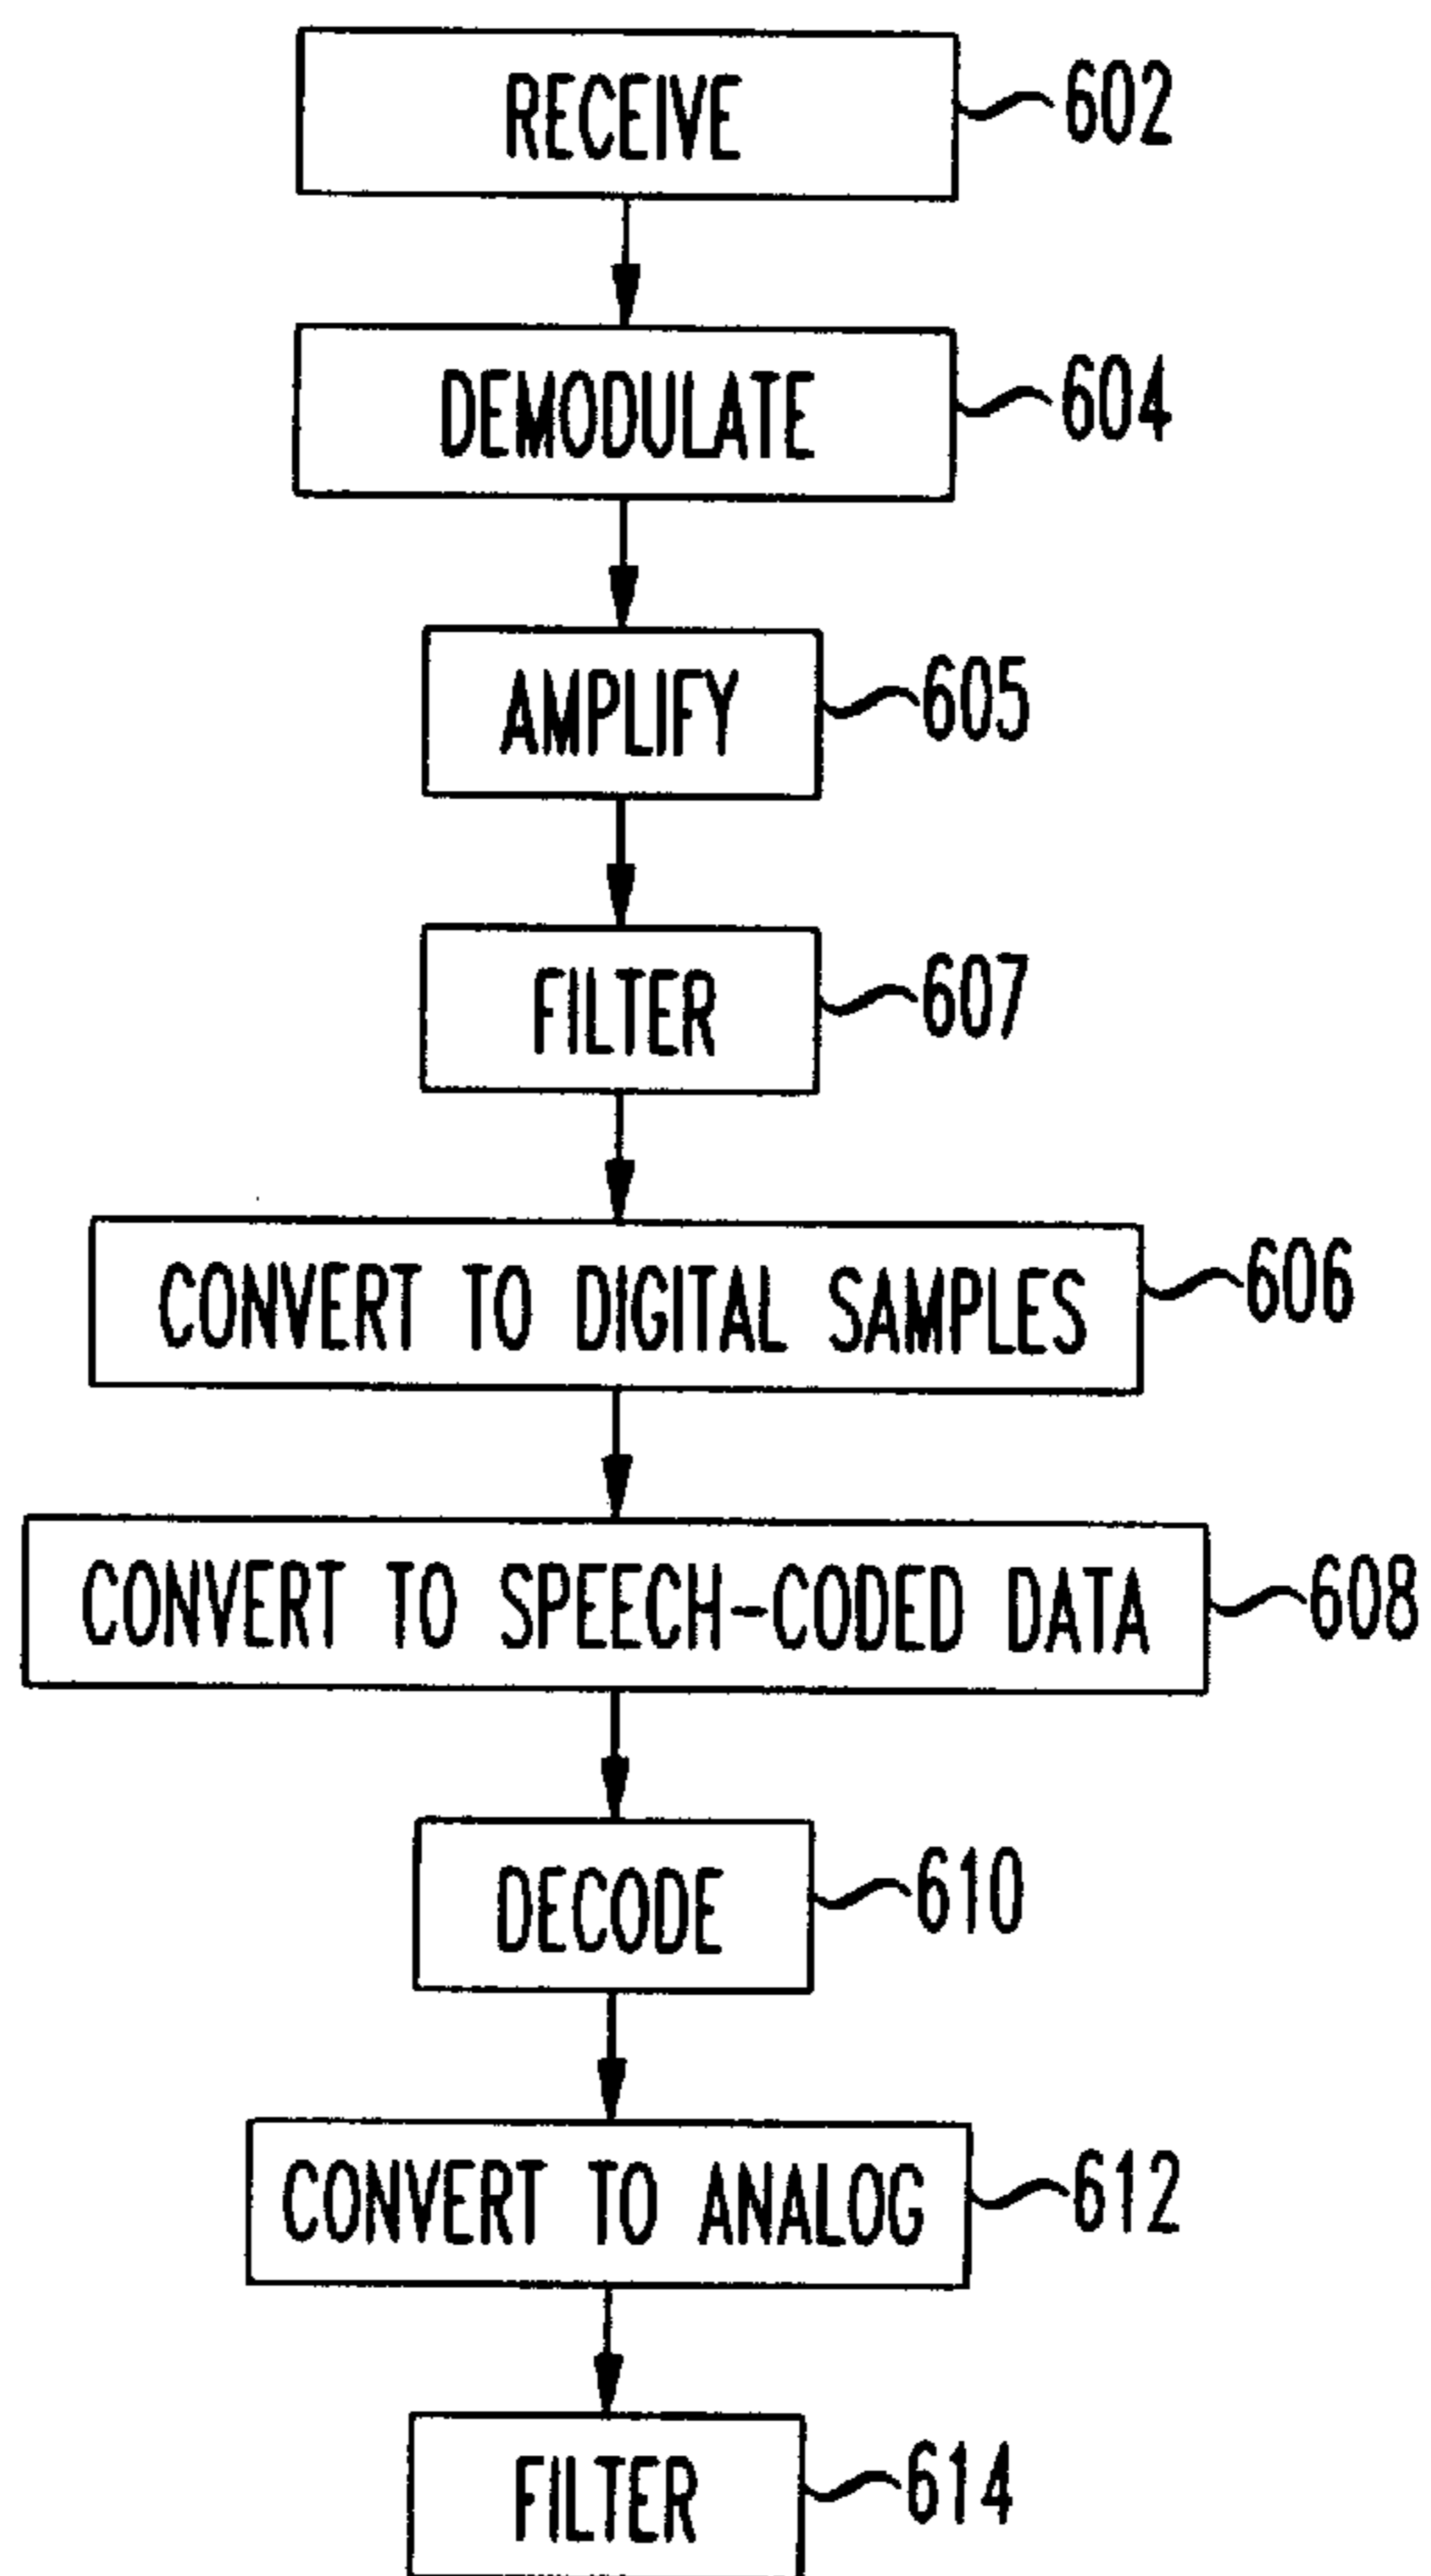 RECEIVE 602
DEMODULATE 604
AMPLIFY 605
FILTER 607
CONVERT TO DIGITAL SAMPLES 606
CONVERT TO SPEECH-CODED DATA 608
DECODE 610
CONVERT TO ANALOG 612
FILTER 614